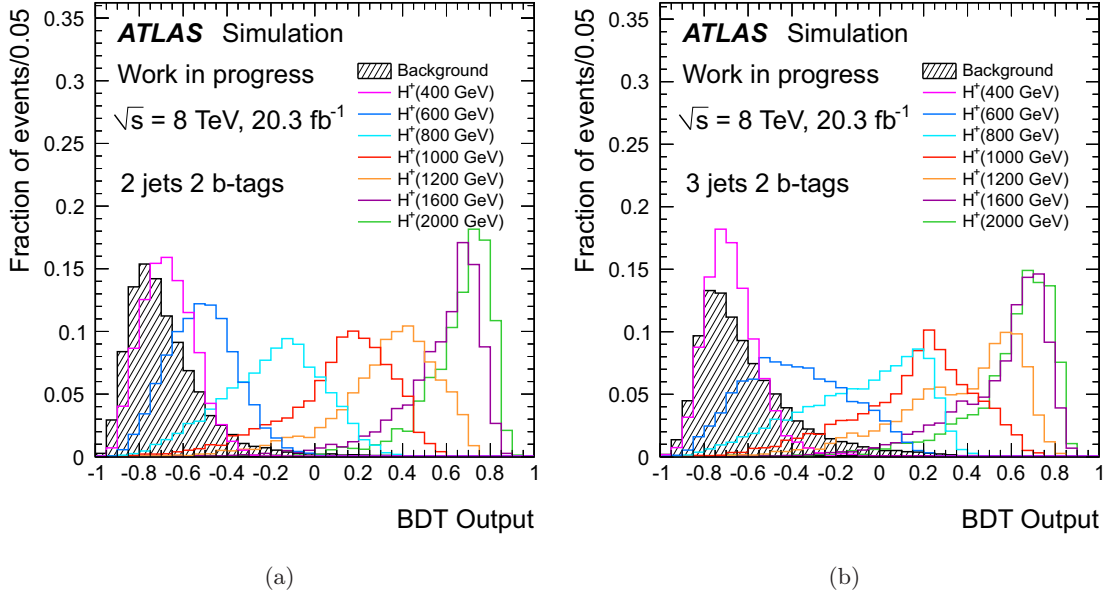 Fraction of events/0.05
0.35
0.3
0.25
0.2
0.15
0.1
0.05
0
ATLAS Simulation
Work in progress
√s = 8 TeV, 20.3 fb-1
2 jets 2 b-tags
Background
H+(400 GeV)
H+(600 GeV)
H+(800 GeV)
H+(1000 GeV)
H+(1200 GeV)
H+(1600 GeV)
H+(2000 GeV)
-1 -0.8 -0.6 -0.4 -0.2 0 0.2 0.4 0.6 0.8 1
BDT Output
(a)
Fraction of events/0.05
0.35
0.3
0.25
0.2
0.15
0.1
0.05
0
ATLAS Simulation
Work in progress
√s = 8 TeV, 20.3 fb-1
3 jets 2 b-tags
Background
H+(400 GeV)
H+(600 GeV)
H+(800 GeV)
H+(1000 GeV)
H+(1200 GeV)
H+(1600 GeV)
H+(2000 GeV)
-1 -0.8 -0.6 -0.4 -0.2 0 0.2 0.4 0.6 0.8 1
BDT Output
(b)